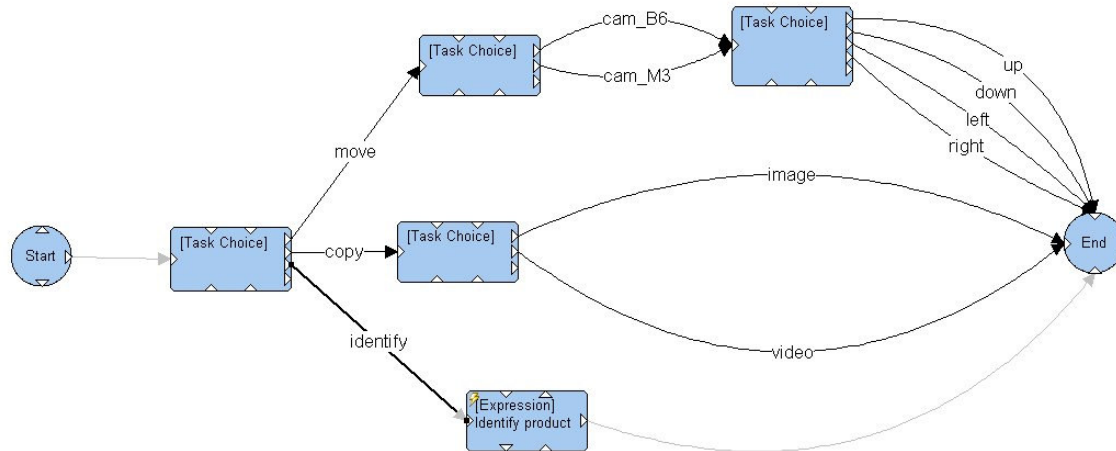 [Task Choice]
cam_B6
cam_M3
[Task Choice]
up
down
left
right
move
Start
[Task Choice]
copy
[Task Choice]
image
video
End
identify
[Expression]
Identify product